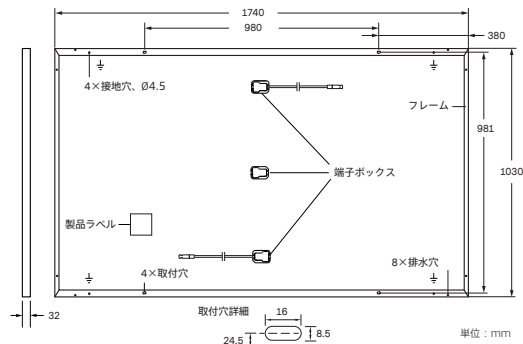 1740
980
380
4×接地穴、Ø4.5
フレーム
981
1030
端子ボックス
製品ラベル
4×取付穴
8×排水穴
32
取付穴詳細
16
8.5
24.5
単位：mm